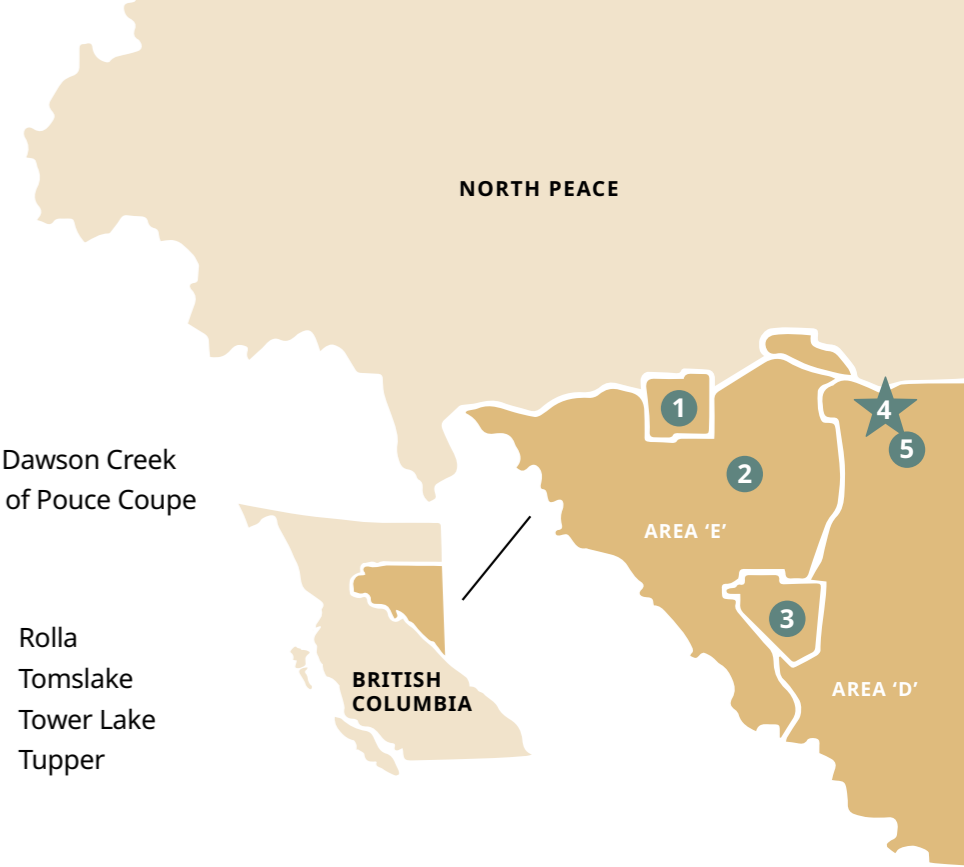 NORTH PEACE
1
4
5
2
Dawson Creek
of Pouce Coupe
AREA ‘E’
3
Rolla
Tomslake
Tower Lake
Tupper
BRITISH
COLUMBIA
AREA ‘D’